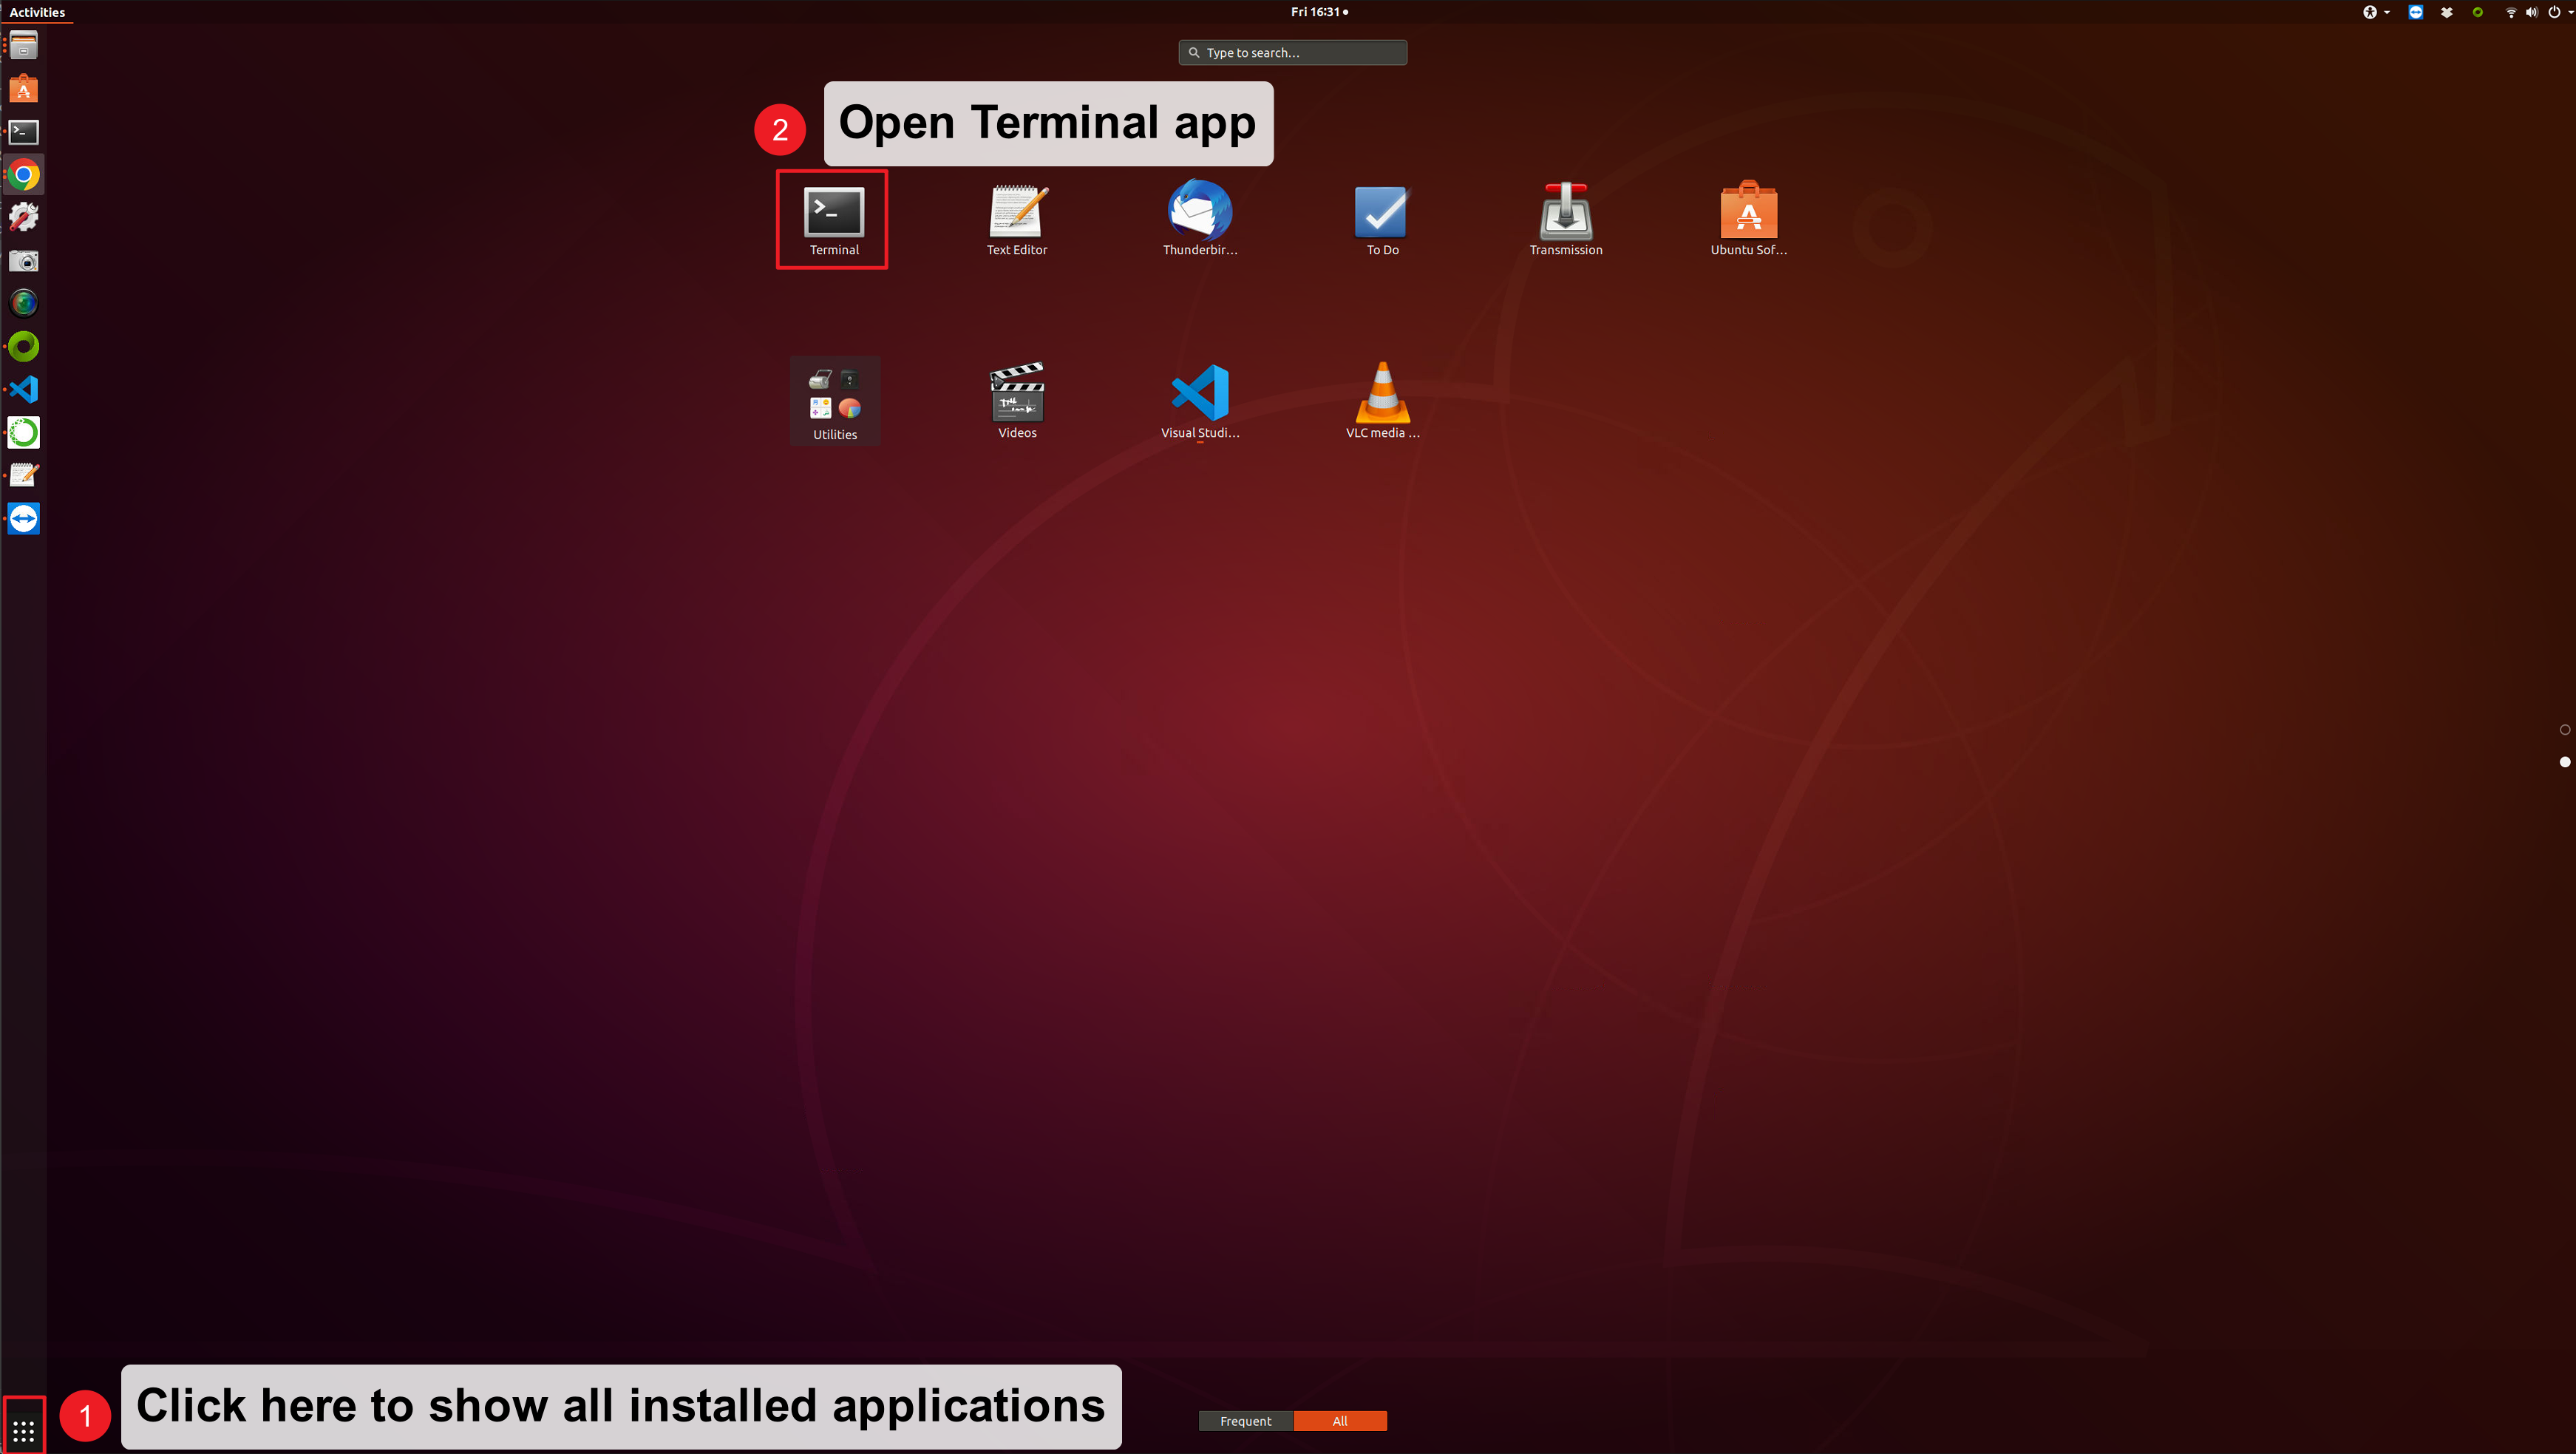 Activities
Fri 16:31
Type to search...
2
Open Terminal app
Terminal
Text Editor
Thunderbir...
To Do
Transmission
Ubuntu Sof...
Utilities
Videos
Visual Studi...
VLC media ...
1
Click here to show all installed applications
Frequent
All